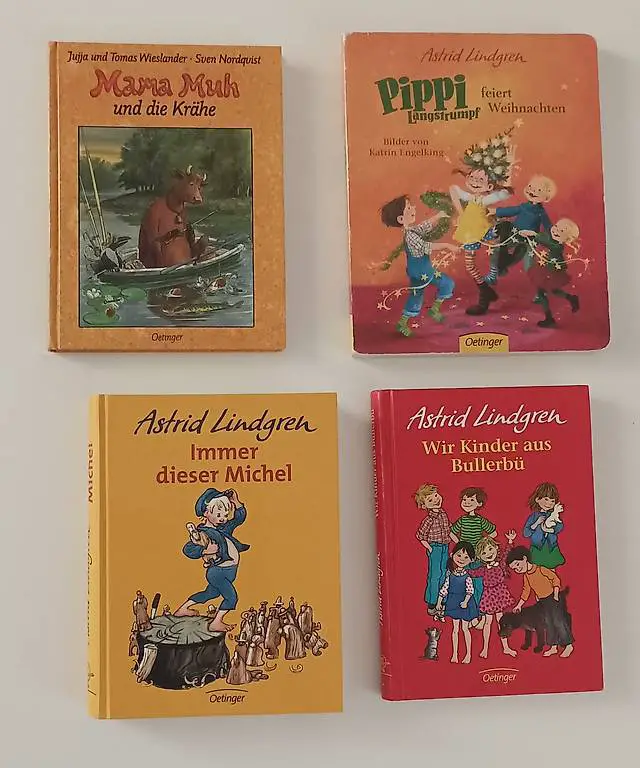 Jujja und Tomas Wieslander · Sven Nordqvist
Mama Muh
und die Krähe
Oetinger
Astrid Lindgren
Pippi
Langstrumpf
feiert
Weihnachten
Bilder von
Katrin Engelking
Oetinger
Astrid Lindgren
Immer
dieser Michel
Oetinger
Michel
Astrid Lindgren
Wir Kinder aus
Bullerbü
Oetinger